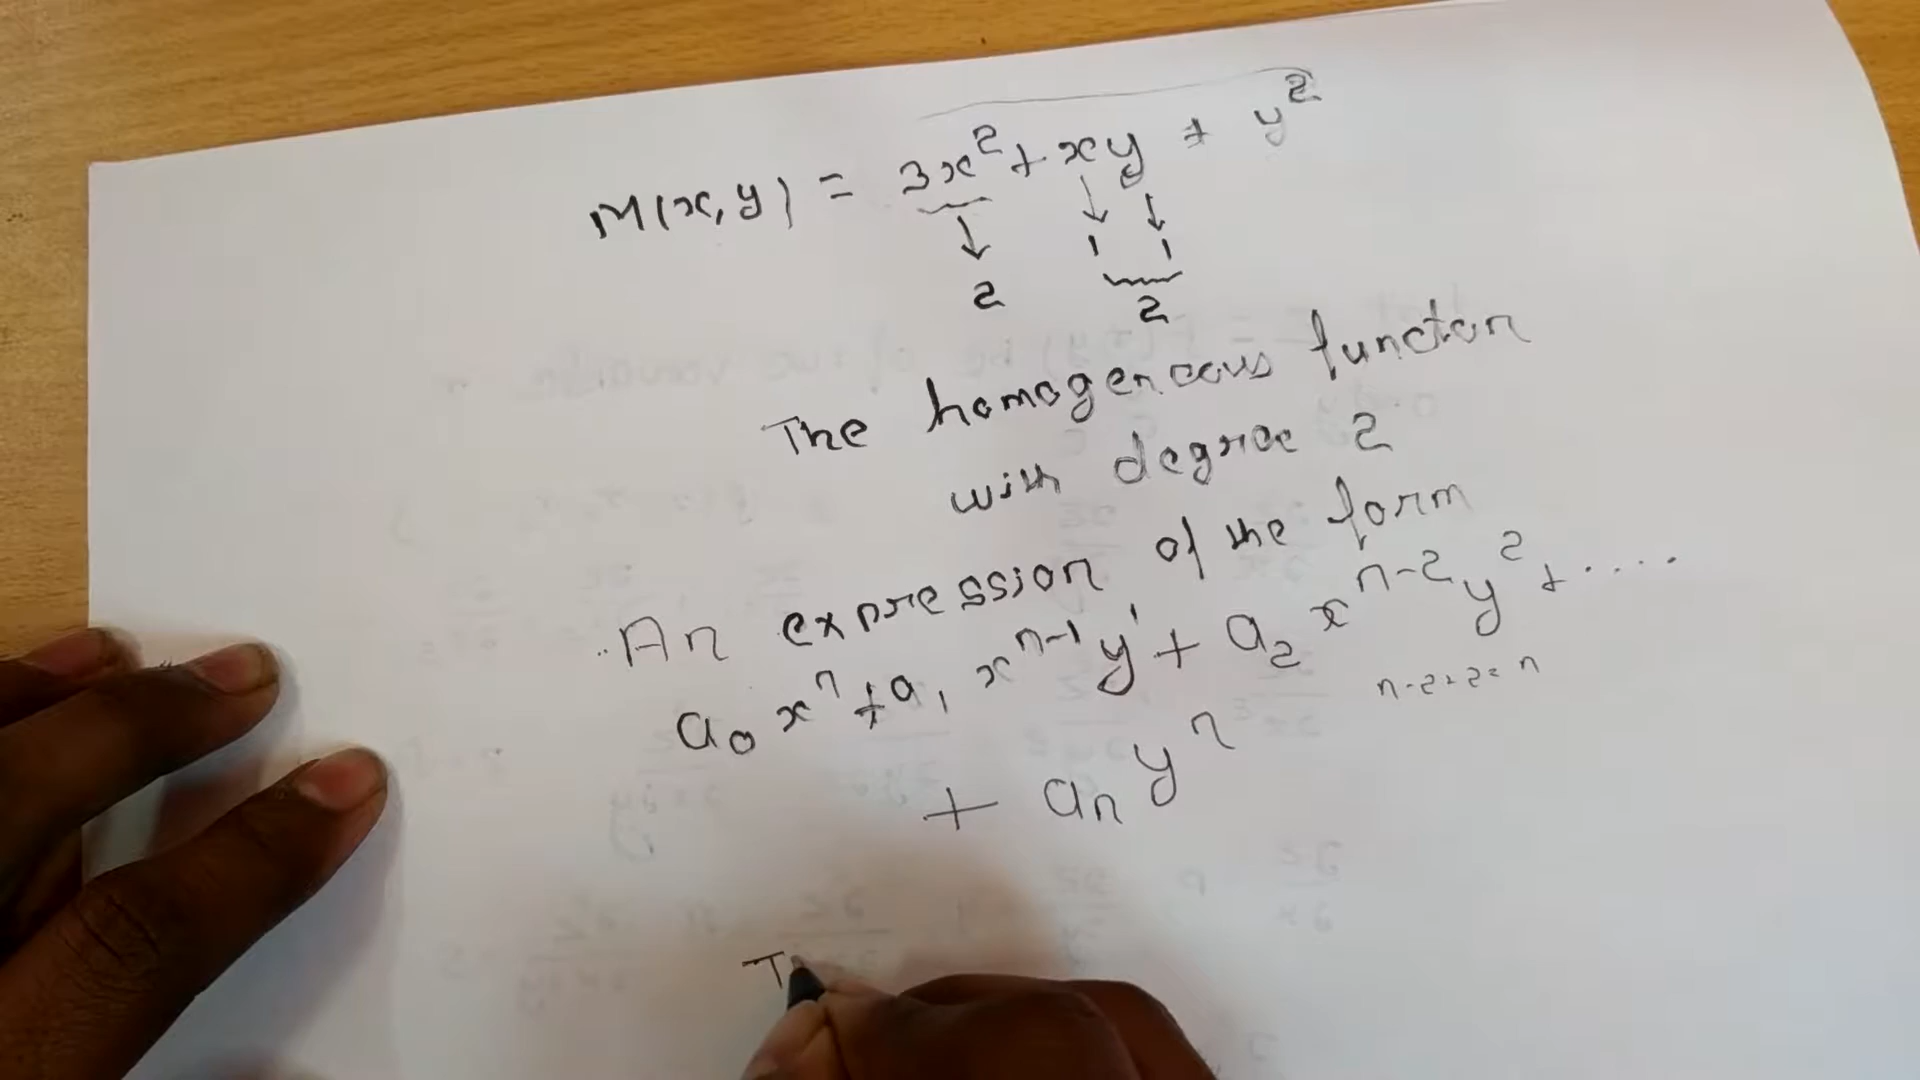 M(x,y) = 3x² + xy + y²
↓ ↓ ↓
2 1 1
2
The homogeneous function
with degree 2
An expression of the form
a₀xⁿ + a₁xⁿ⁻¹y¹ + a₂xⁿ⁻²y² + .....
n-2+2=n
+ aₙyⁿ
T